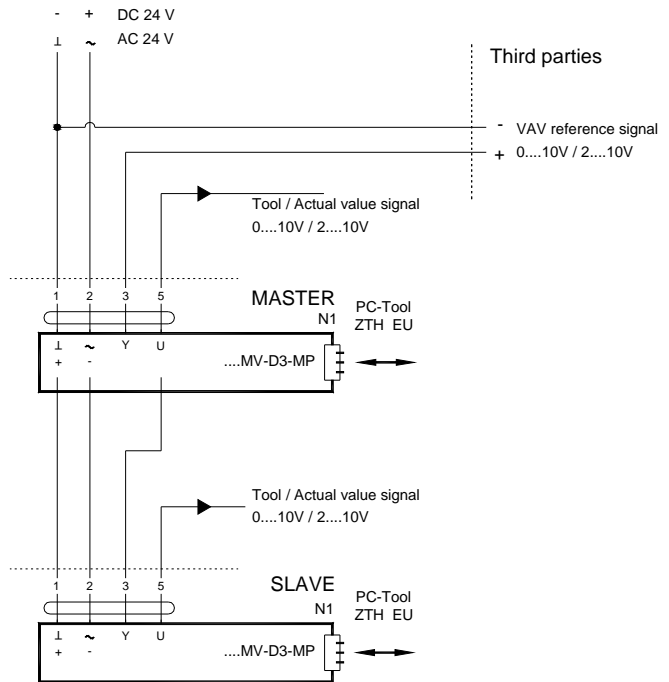 - + DC 24 V
⊥ ~ AC 24 V
Third parties
- VAV reference signal
+ 0....10V / 2....10V
Tool / Actual value signal
0....10V / 2....10V
1 2 3 5
MASTER
N1
PC-Tool
ZTH EU
⊥ ~ Y U
+ -
....MV-D3-MP
Tool / Actual value signal
0....10V / 2....10V
1 2 3 5
SLAVE
N1
PC-Tool
ZTH EU
⊥ ~ Y U
+ -
....MV-D3-MP